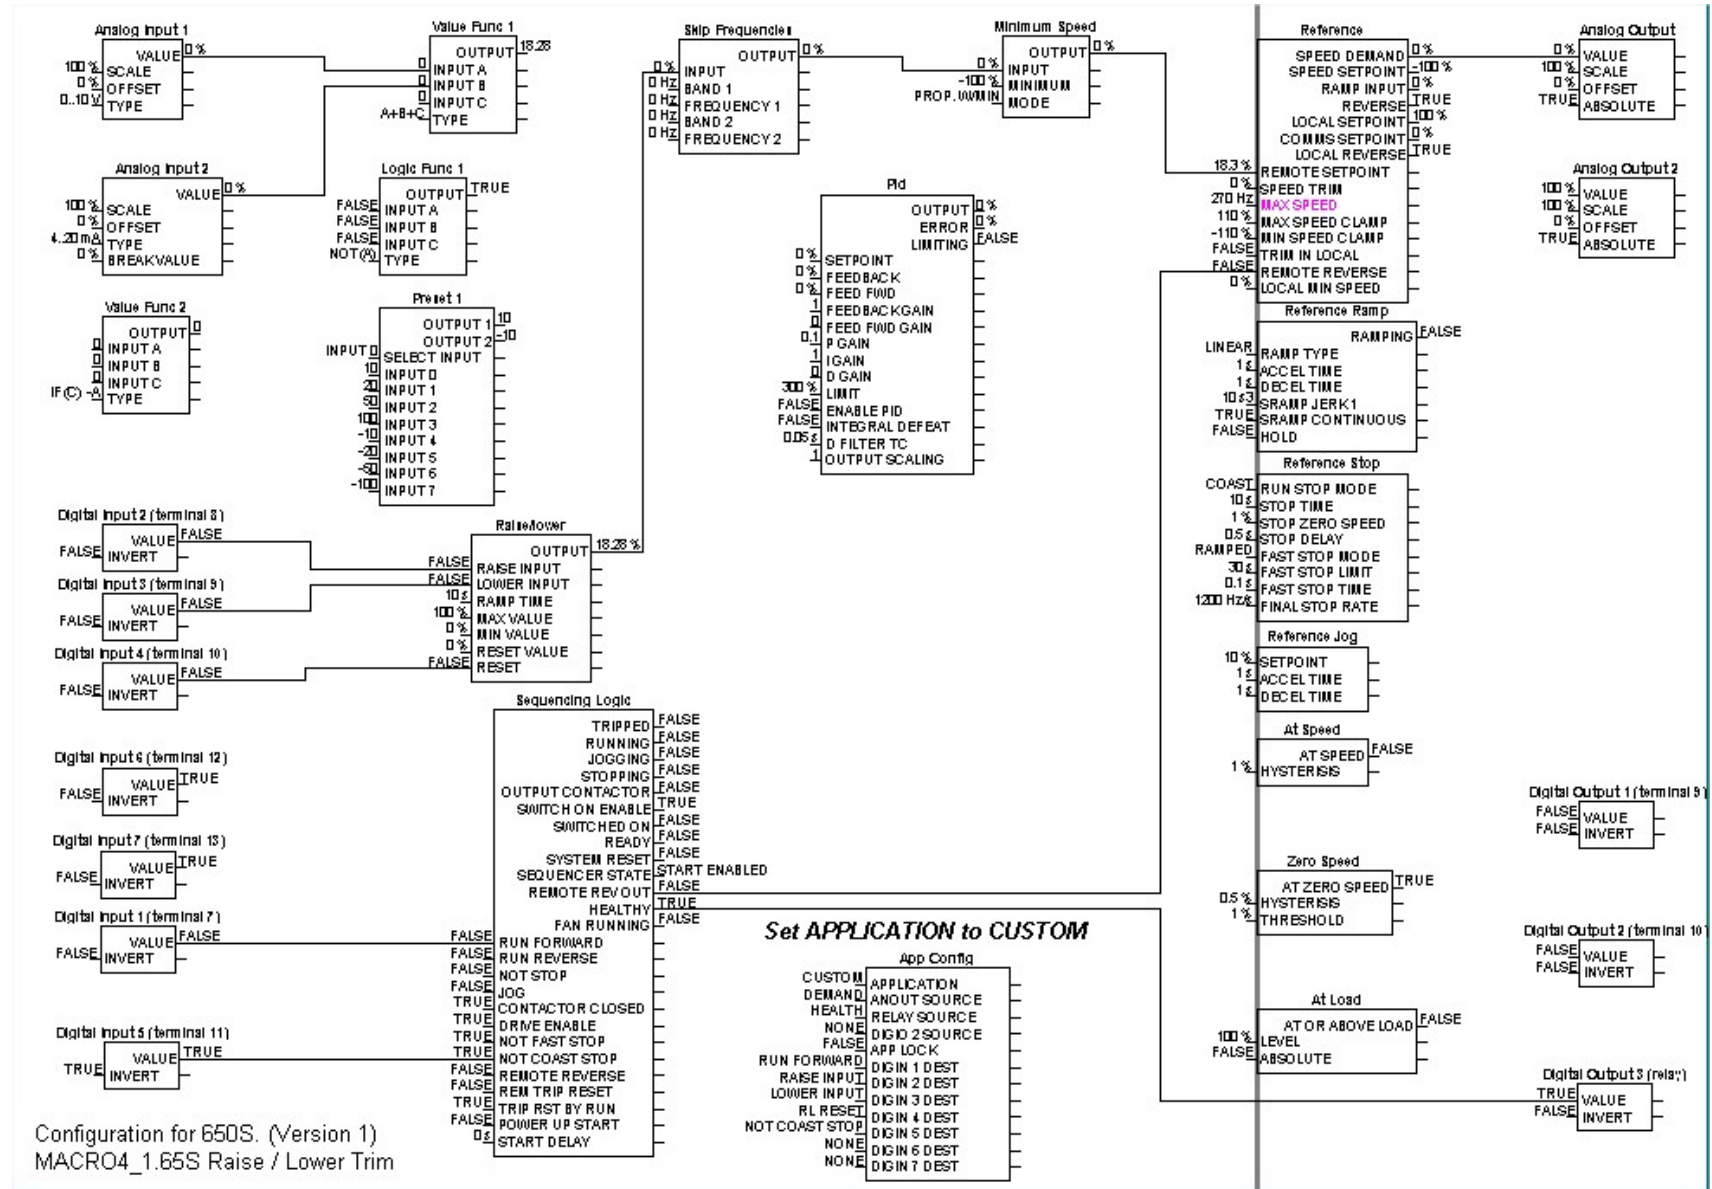 Analog Input 1
VALUE 0 %
100 % SCALE
0 % OFFSET
0..10 V TYPE
Value Func 1
OUTPUT 18.28
0 INPUT A
0 INPUT B
0 INPUT C
A+B+C TYPE
Skip Frequencies
OUTPUT 0 %
0 % INPUT
0 Hz BAND 1
0 Hz FREQUENCY 1
0 Hz BAND 2
0 Hz FREQUENCY 2
Minimum Speed
OUTPUT 0 %
0 % INPUT
-100 % MINIMUM
PROP. W/MIN MODE
Reference
SPEED DEMAND 0 %
SPEED SETPOINT -100 %
RAMP INPUT 0 %
REVERSE TRUE
LOCAL SETPOINT 100 %
COMMS SETPOINT 0 %
LOCAL REVERSE TRUE
18.3 % REMOTE SETPOINT
0 % SPEED TRIM
270 Hz MAX SPEED
110 % MAX SPEED CLAMP
-110 % MIN SPEED CLAMP
FALSE TRIM IN LOCAL
FALSE REMOTE REVERSE
0 % LOCAL MIN SPEED
Analog Output
0 % VALUE
100 % SCALE
0 % OFFSET
TRUE ABSOLUTE
Analog Input 2
VALUE 0 %
100 % SCALE
0 % OFFSET
4..20 mA TYPE
0 % BREAK VALUE
Logic Func 1
OUTPUT TRUE
FALSE INPUT A
FALSE INPUT B
FALSE INPUT C
NOT(A) TYPE
Pid
OUTPUT 0 %
ERROR 0 %
LIMITING FALSE
0 % SETPOINT
0 % FEEDBACK
0 % FEED FWD
1 FEEDBACK GAIN
0 FEED FWD GAIN
0.1 P GAIN
1 I GAIN
0 D GAIN
300 % LIMIT
FALSE ENABLE PID
FALSE INTEGRAL DEFEAT
0.05 s D FILTER TC
1 OUTPUT SCALING
Analog Output 2
100 % VALUE
100 % SCALE
0 % OFFSET
TRUE ABSOLUTE
Value Func 2
OUTPUT 0
0 INPUT A
0 INPUT B
0 INPUT C
IF(C) -A TYPE
Preset 1
OUTPUT 1 10
OUTPUT 2 -10
INPUT 0 SELECT INPUT
10 INPUT 0
20 INPUT 1
50 INPUT 2
100 INPUT 3
-10 INPUT 4
-20 INPUT 5
-50 INPUT 6
-100 INPUT 7
Reference Ramp
RAMPING FALSE
LINEAR RAMP TYPE
1 s ACCEL TIME
1 s DECEL TIME
10 s3 SRAMP JERK 1
TRUE SRAMP CONTINUOUS
FALSE HOLD
Reference Stop
COAST RUN STOP MODE
10 s STOP TIME
1 % STOP ZERO SPEED
0.5 s STOP DELAY
RAMPED FAST STOP MODE
30 s FAST STOP LIMIT
0.1 s FAST STOP TIME
1200 Hz/s FINAL STOP RATE
Digital Input 2 (terminal 8)
VALUE FALSE
FALSE INVERT
Digital Input 3 (terminal 9)
VALUE FALSE
FALSE INVERT
Digital Input 4 (terminal 10)
VALUE FALSE
FALSE INVERT
Raise/lower
OUTPUT 18.28 %
FALSE RAISE INPUT
FALSE LOWER INPUT
10 s RAMP TIME
100 % MAX VALUE
0 % MIN VALUE
0 % RESET VALUE
FALSE RESET
Reference Jog
10 % SETPOINT
1 s ACCEL TIME
1 s DECEL TIME
Sequencing Logic
TRIPPED FALSE
RUNNING FALSE
JOGGING FALSE
STOPPING FALSE
OUTPUT CONTACTOR FALSE
SWITCH ON ENABLE TRUE
SWITCHED ON FALSE
READY FALSE
SYSTEM RESET FALSE
SEQUENCER STATE START ENABLED
REMOTE REV OUT FALSE
HEALTHY TRUE
FAN RUNNING FALSE
FALSE RUN FORWARD
FALSE RUN REVERSE
FALSE NOT STOP
FALSE JOG
TRUE CONTACTOR CLOSED
TRUE DRIVE ENABLE
TRUE NOT FAST STOP
TRUE NOT COAST STOP
FALSE REMOTE REVERSE
FALSE REM TRIP RESET
TRUE TRIP RST BY RUN
FALSE POWER UP START
0 s START DELAY
At Speed
AT SPEED FALSE
1 % HYSTERISIS
Digital Input 6 (terminal 12)
VALUE TRUE
FALSE INVERT
Digital Input 7 (terminal 13)
VALUE TRUE
FALSE INVERT
Digital Input 1 (terminal 7)
VALUE FALSE
FALSE INVERT
Digital Input 5 (terminal 11)
VALUE TRUE
TRUE INVERT
Digital Output 1 (terminal 9)
FALSE VALUE
FALSE INVERT
Zero Speed
AT ZERO SPEED TRUE
0.5 % HYSTERISIS
1 % THRESHOLD
Digital Output 2 (terminal 10)
FALSE VALUE
FALSE INVERT
Set APPLICATION to CUSTOM
App Config
CUSTOM APPLICATION
DEMAND ANOUT SOURCE
HEALTH RELAY SOURCE
NONE DIGIO 2 SOURCE
FALSE APP LOCK
RUN FORWARD DIGIN 1 DEST
RAISE INPUT DIGIN 2 DEST
LOWER INPUT DIGIN 3 DEST
RL RESET DIGIN 4 DEST
NOT COAST STOP DIGIN 5 DEST
NONE DIGIN 6 DEST
NONE DIGIN 7 DEST
At Load
AT OR ABOVE LOAD FALSE
100 % LEVEL
FALSE ABSOLUTE
Digital Output 3 (relay)
TRUE VALUE
FALSE INVERT
Configuration for 650S. (Version 1)
MACRO4_1.65S Raise / Lower Trim